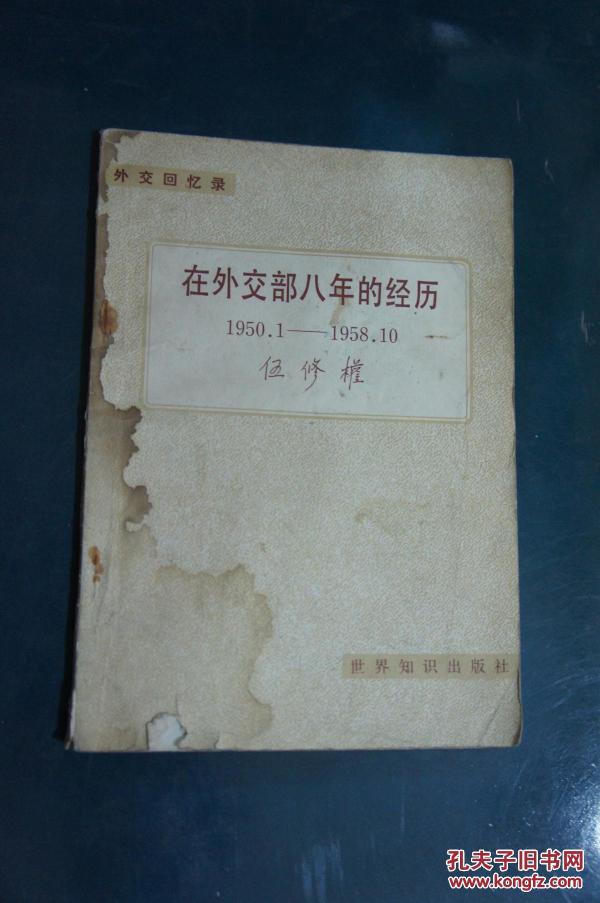 外交回忆录
在外交部八年的经历
1950.1——1958.10
伍修權
世界知识出版社
孔夫子旧书网
www.kongfz.com